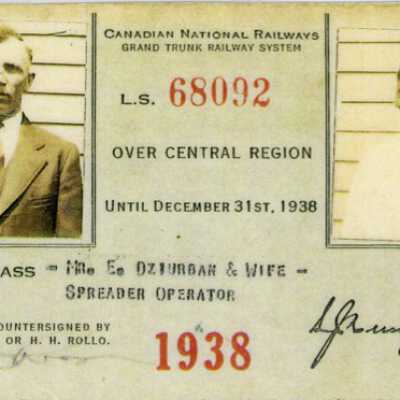 CANADIAN NATIONAL RAILWAYS
GRAND TRUNK RAILWAY SYSTEM
L.S. 68092
OVER CENTRAL REGION
UNTIL DECEMBER 31ST, 1938
ASS - MR. E. DZIURBAN & WIFE -
SPREADER OPERATOR
OUNTERSIGNED BY
OR H. H. ROLLO.
1938